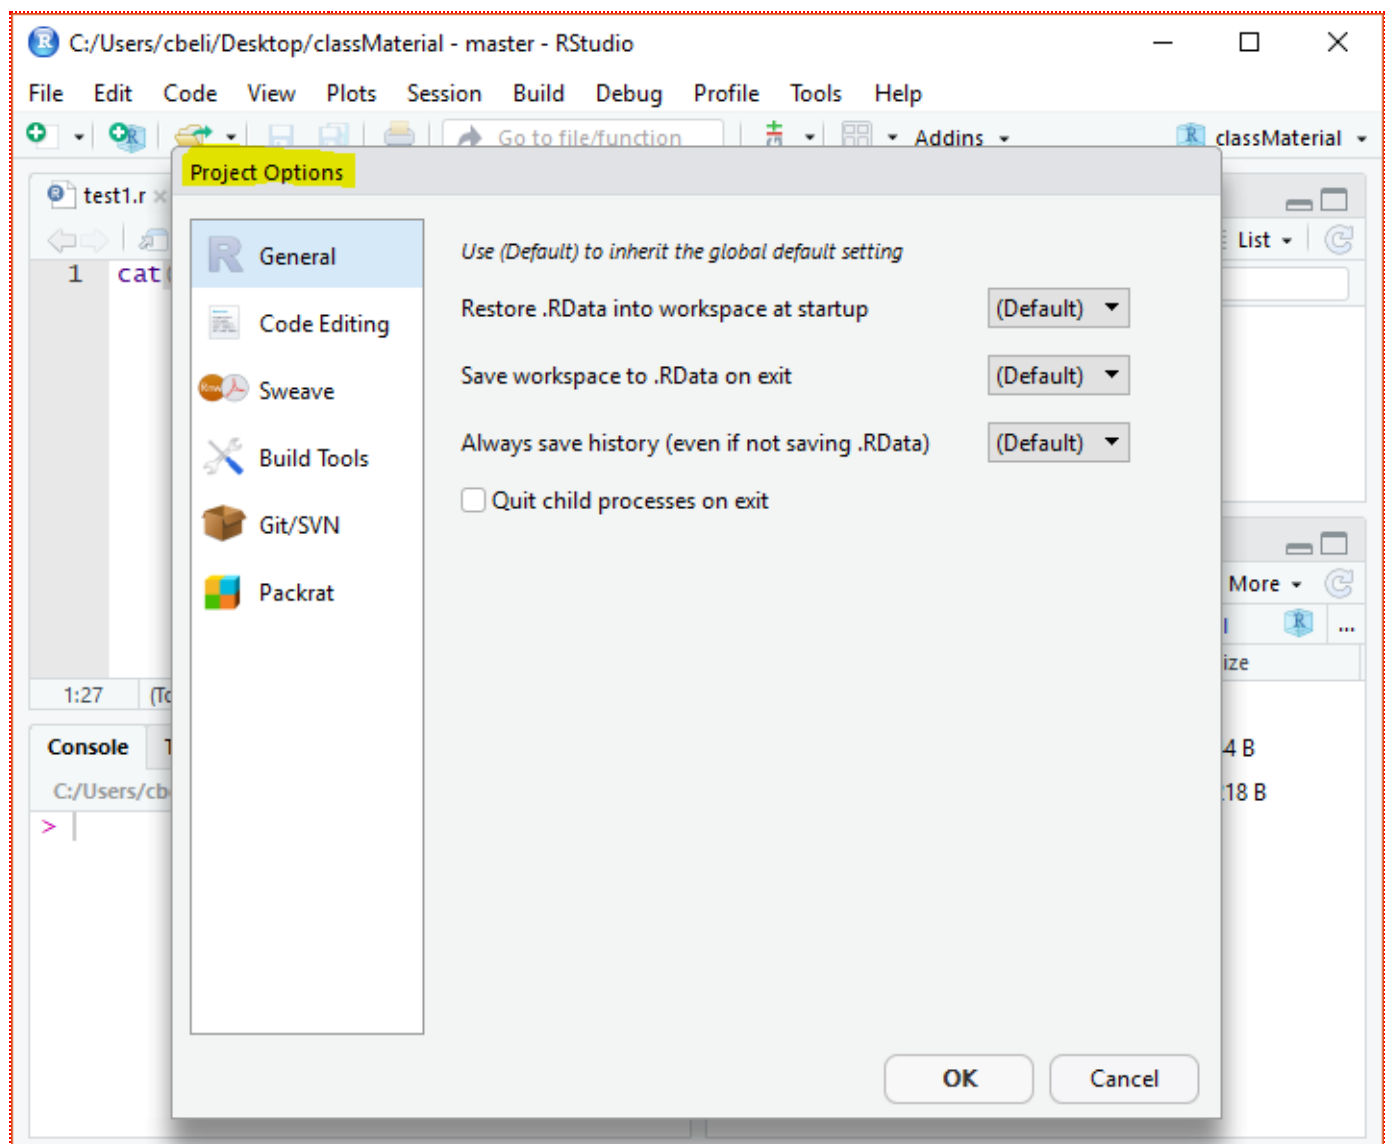 C:/Users/cbeli/Desktop/classMaterial - master - RStudio
File Edit Code View Plots Session Build Debug Profile Tools Help
Go to file/function Addins classMaterial
Project Options
test1.r
List
1 cat(
General
Code Editing
Sweave
Build Tools
Git/SVN
Packrat
Use (Default) to inherit the global default setting
Restore .RData into workspace at startup (Default)
Save workspace to .RData on exit (Default)
Always save history (even if not saving .RData) (Default)
Quit child processes on exit
More
...
ize
1:27 (To
Console T
4 B
C:/Users/cb
18 B
>
OK Cancel